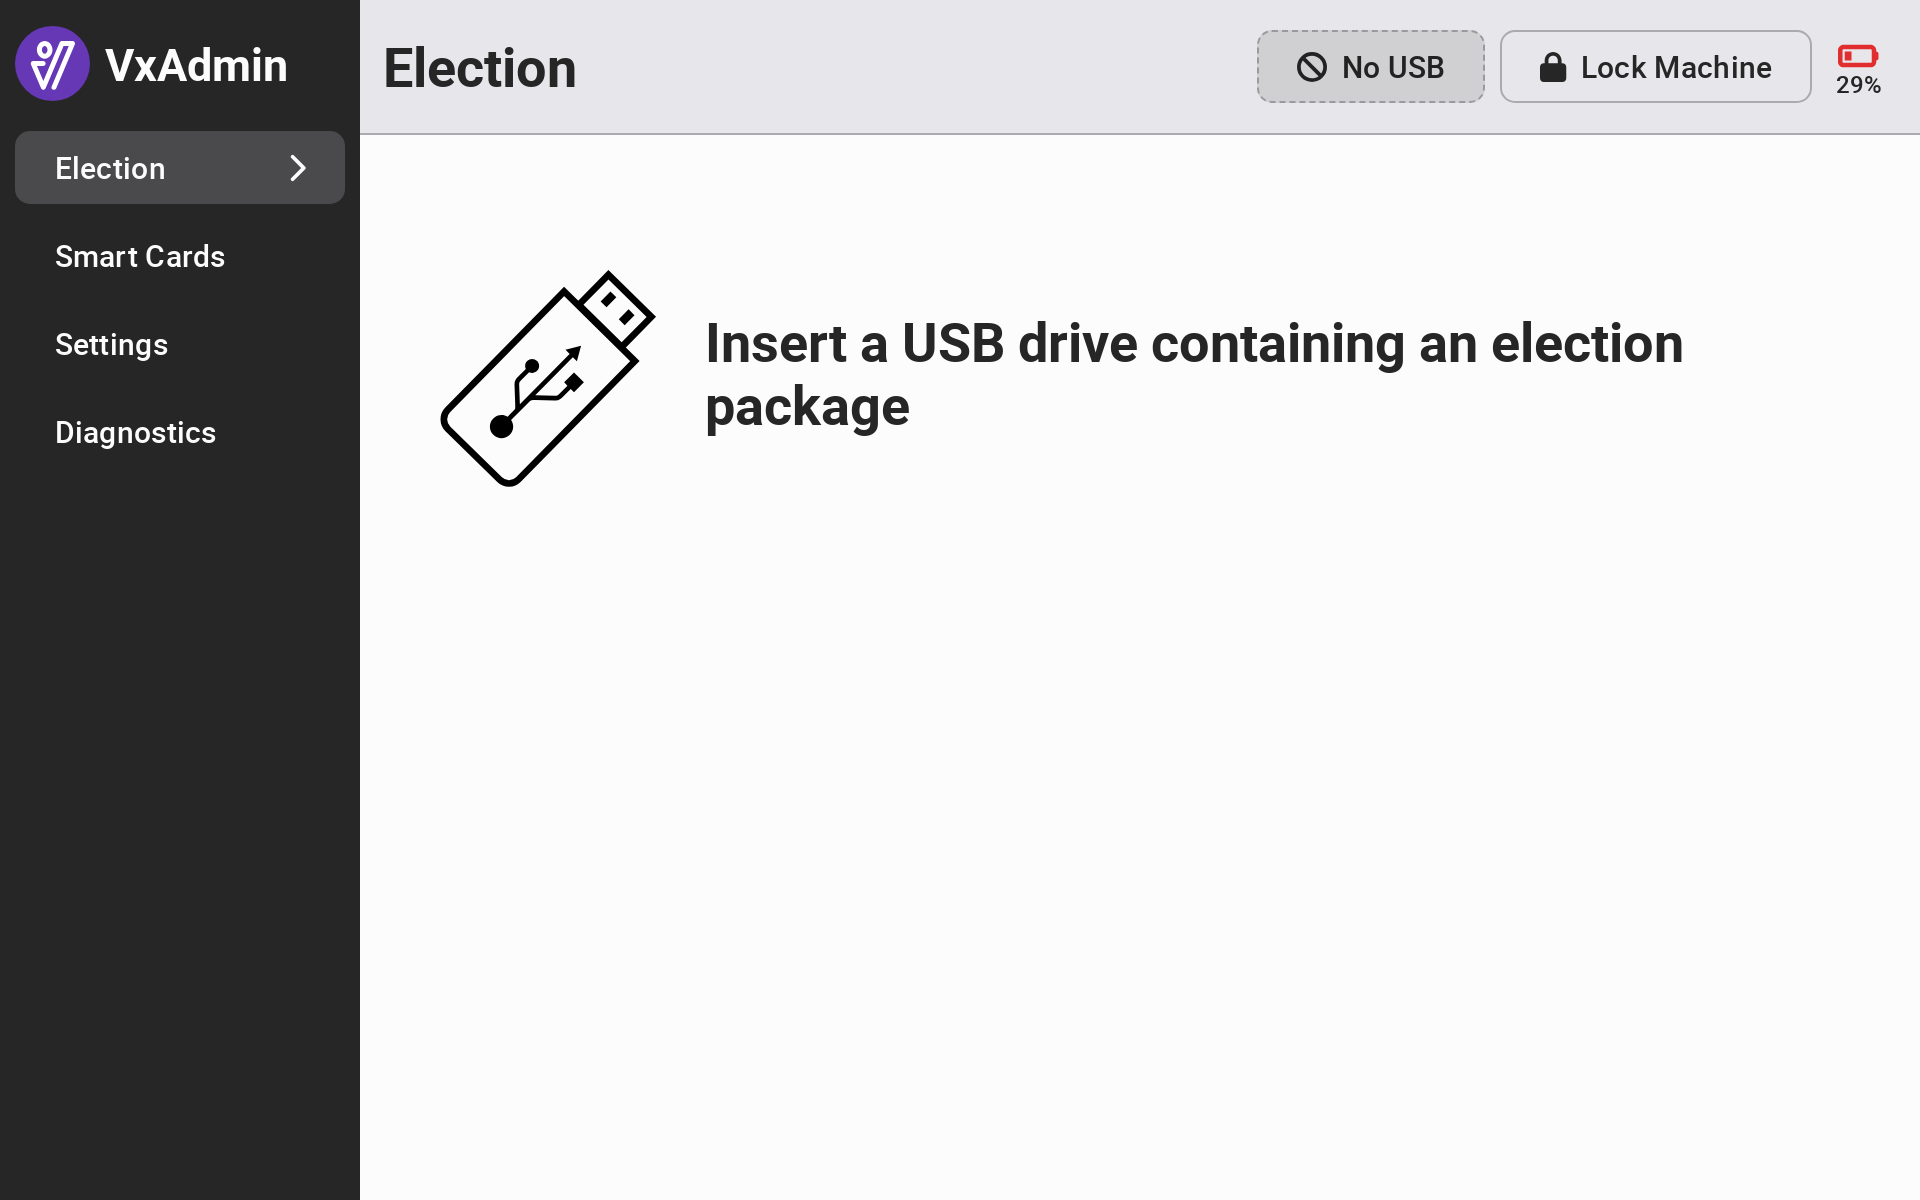 VxAdmin
Election
Smart Cards
Settings
Diagnostics
Election
No USB
Lock Machine
29%
Insert a USB drive containing an election
package